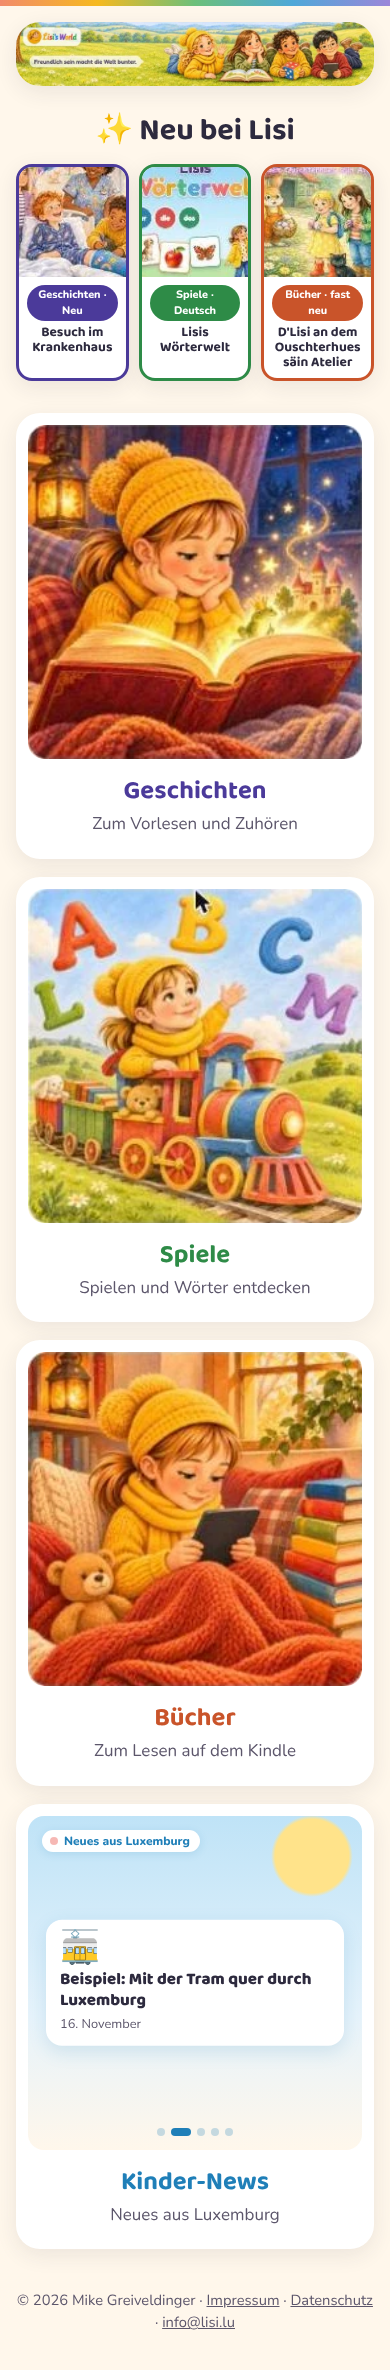 Lisi's World
Freundlich sein macht die Welt bunter.
✨ Neu bei Lisi
Lisis
Wörterwelt
der
die
das
Geschichten ·
Neu
Besuch im
Krankenhaus
Spiele ·
Deutsch
Lisis
Wörterwelt
Bücher · fast
neu
D'Lisi an dem
Ouschterhues
säin Atelier
Geschichten
Zum Vorlesen und Zuhören
A B C
L M
Spiele
Spielen und Wörter entdecken
Bücher
Zum Lesen auf dem Kindle
Neues aus Luxemburg
Beispiel: Mit der Tram quer durch
Luxemburg
16. November
Kinder-News
Neues aus Luxemburg
© 2026 Mike Greiveldinger · Impressum · Datenschutz
· info@lisi.lu